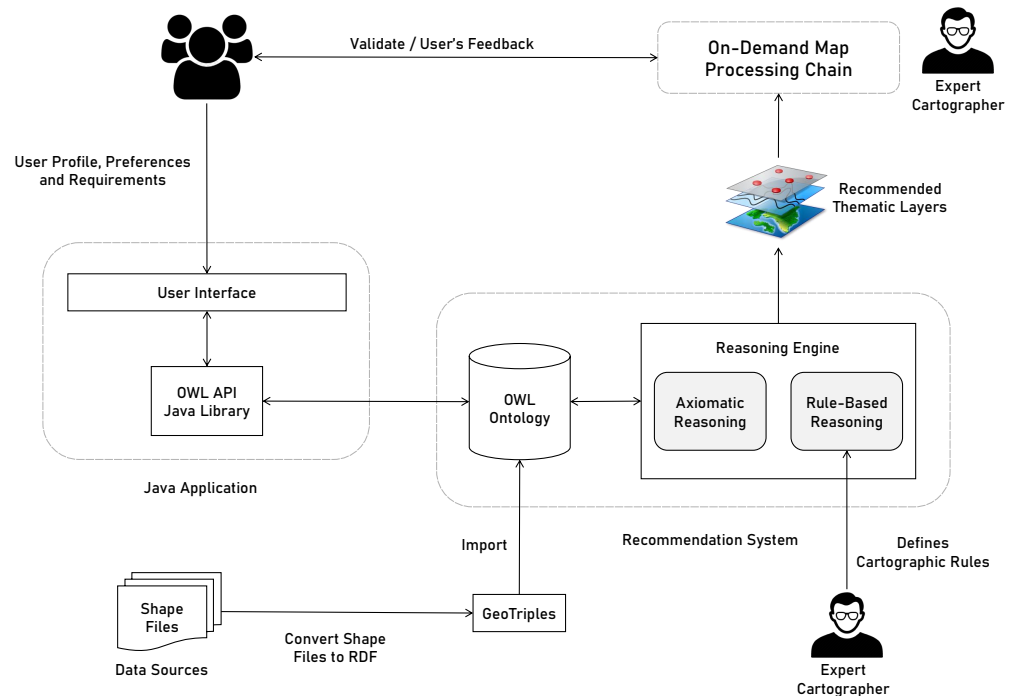 Validate / User's Feedback
On-Demand Map
Processing Chain
Expert
Cartographer
User Profile, Preferences
and Requirements
Recommended
Thematic Layers
User Interface
OWL API
Java Library
Java Application
OWL
Ontology
Reasoning Engine
Axiomatic
Reasoning
Rule-Based
Reasoning
Recommendation System
Import
Defines
Cartographic Rules
Shape
Files
Data Sources
Convert Shape
Files to RDF
GeoTriples
Expert
Cartographer